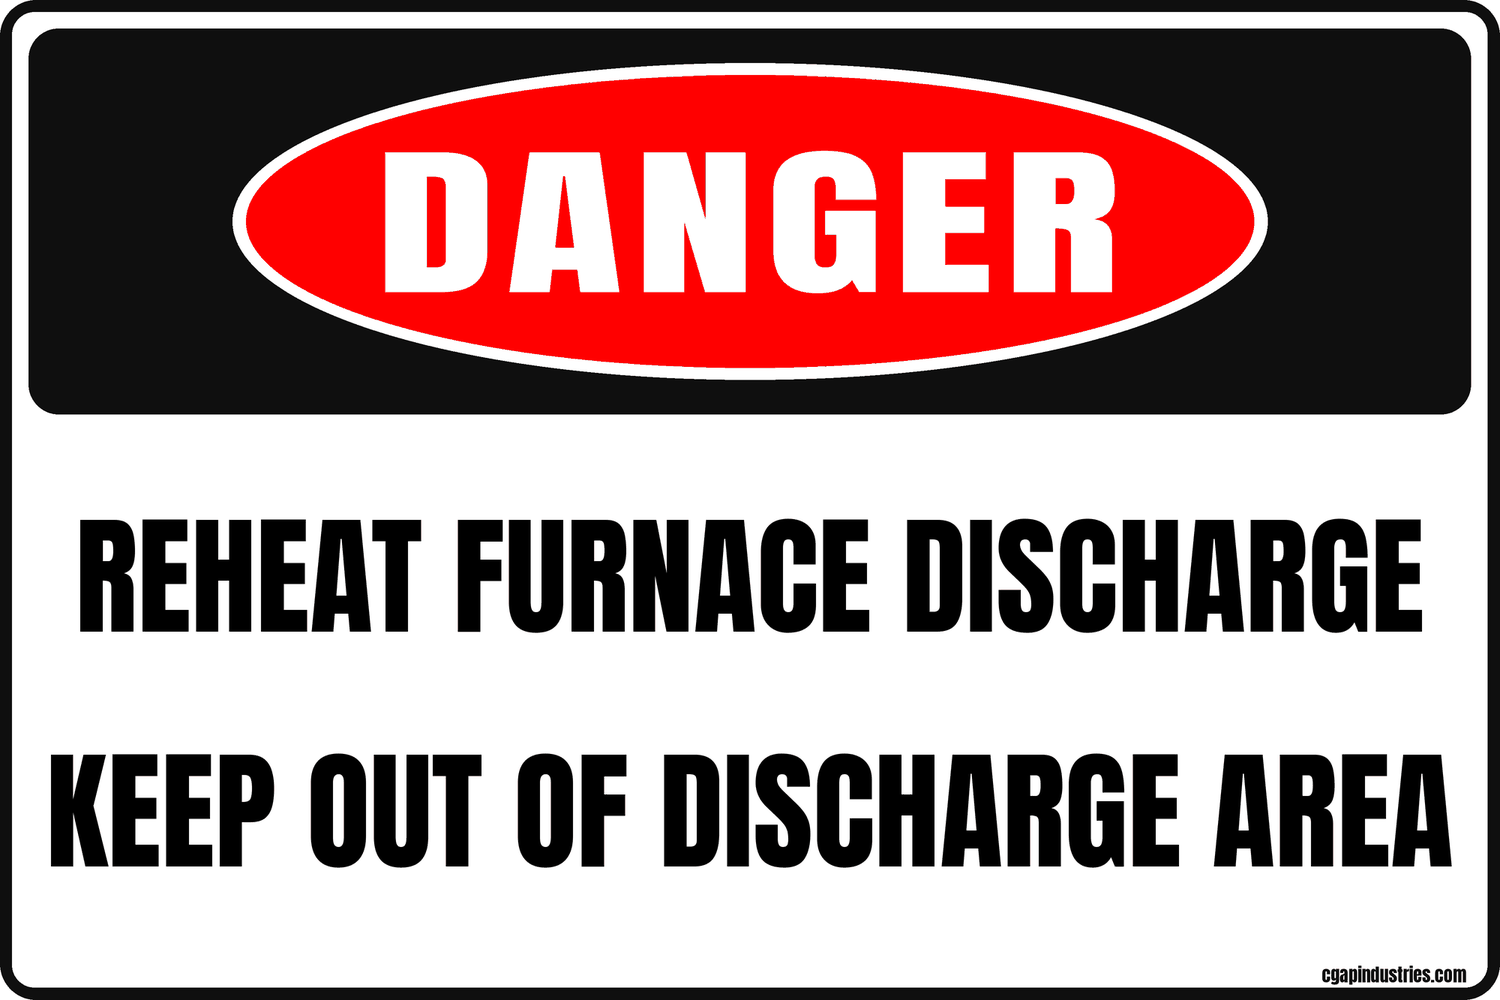 DANGER
REHEAT FURNACE DISCHARGE
KEEP OUT OF DISCHARGE AREA
cgapindustries.com